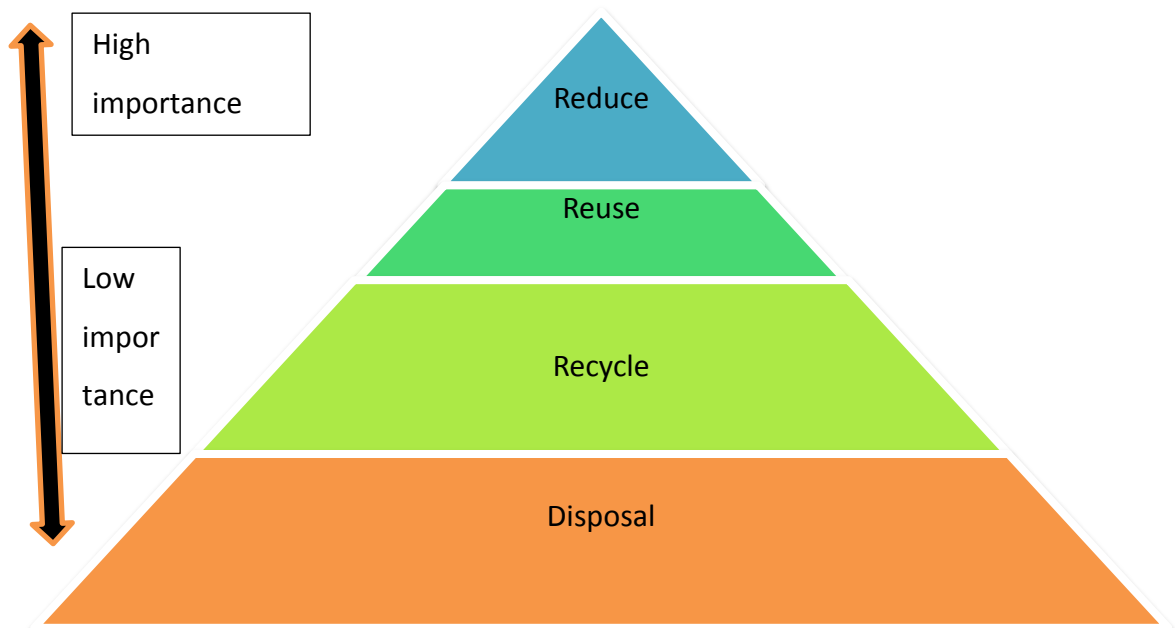 High
importance
Reduce
Reuse
Low
impor
tance
Recycle
Disposal